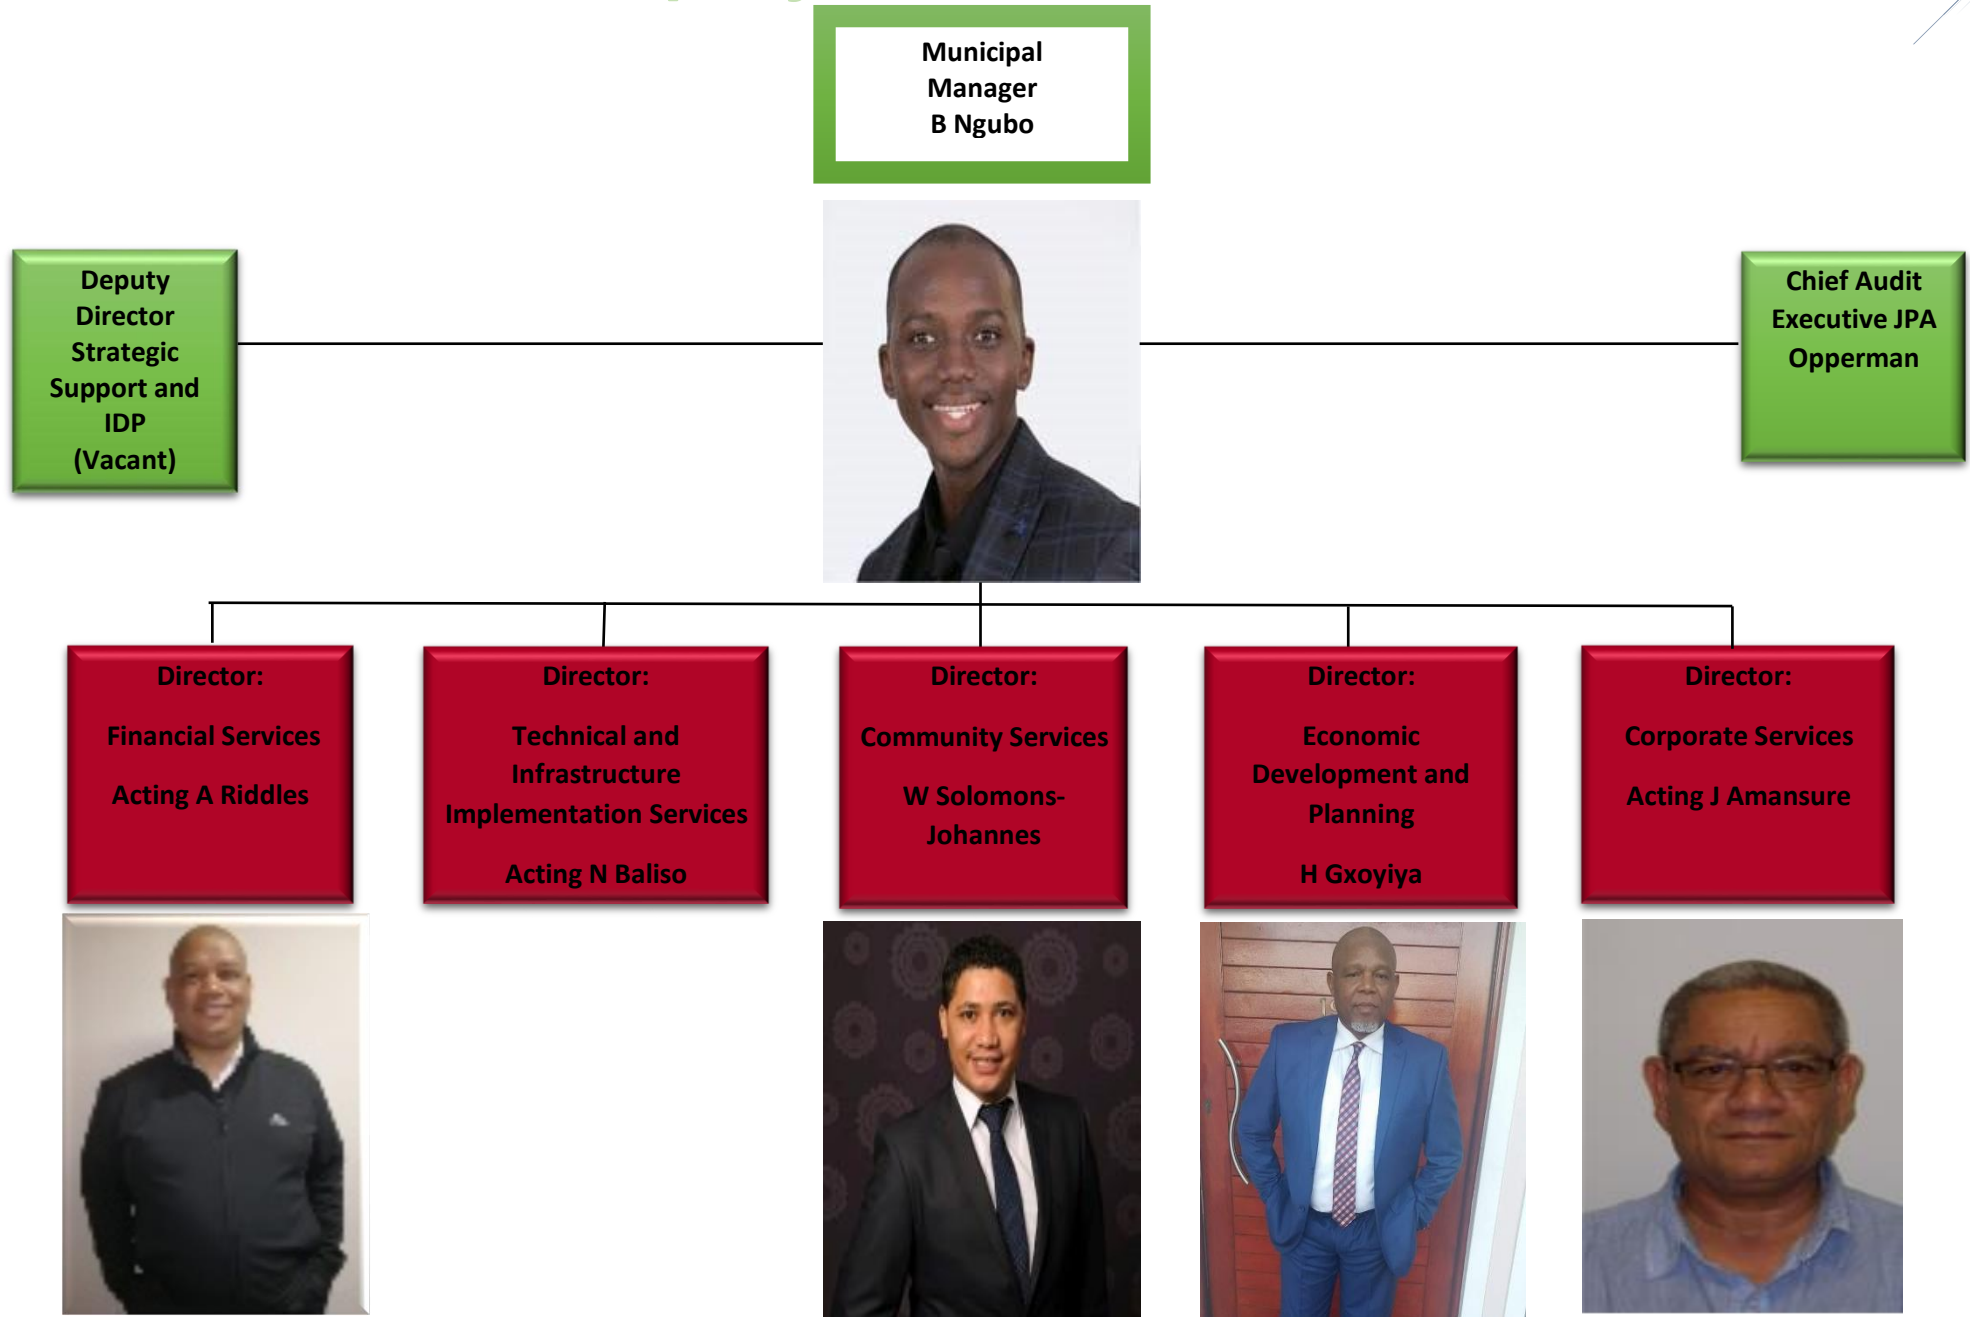 Municipal
Manager
B Ngubo
Deputy
Director
Strategic
Support and
IDP
(Vacant)
Chief Audit
Executive JPA
Opperman
Director:
Financial Services
Acting A Riddles
Director:
Technical and
Infrastructure
Implementation Services
Acting N Baliso
Director:
Community Services
W Solomons-
Johannes
Director:
Economic
Development and
Planning
H Gxoyiya
Director:
Corporate Services
Acting J Amansure